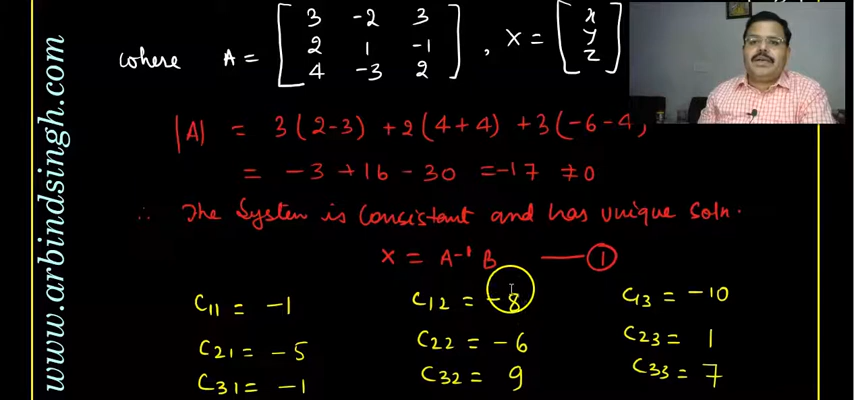 where A = [ 3 -2 3 / 2 1 -1 / 4 -3 2 ], X = [ x / y / z ]
|A| = 3(2-3) +2(4+4) +3(-6-4,
= -3 +16 -30 = -17 ≠0
∴ The System is Consistant and has unique Soln.
X = A⁻¹ B —— ①
C11 = -1 C12 = -8 C13 = -10
C21 = -5 C22 = -6 C23 = 1
C31 = -1 C32 = 9 C33 = 7
www.arbindsingh.com